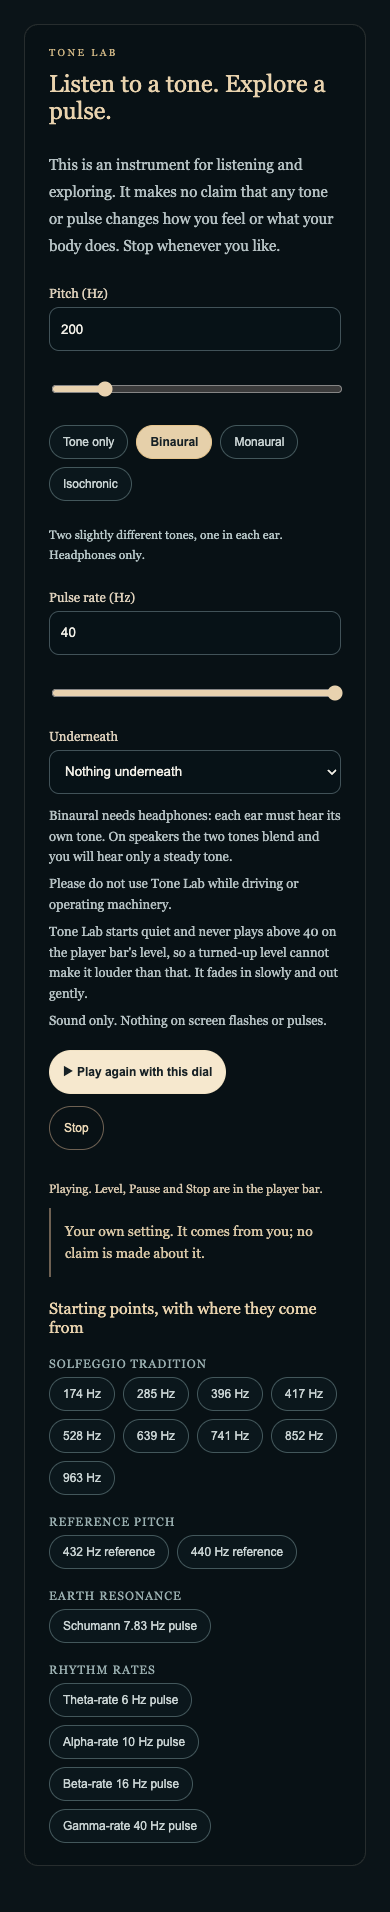 TONE LAB
Listen to a tone. Explore a
pulse.
This is an instrument for listening and
exploring. It makes no claim that any tone
or pulse changes how you feel or what your
body does. Stop whenever you like.
Pitch (Hz)
200
Tone only
Binaural
Monaural
Isochronic
Two slightly different tones, one in each ear.
Headphones only.
Pulse rate (Hz)
40
Underneath
Nothing underneath
Binaural needs headphones: each ear must hear its
own tone. On speakers the two tones blend and
you will hear only a steady tone.
Please do not use Tone Lab while driving or
operating machinery.
Tone Lab starts quiet and never plays above 40 on
the player bar's level, so a turned-up level cannot
make it louder than that. It fades in slowly and out
gently.
Sound only. Nothing on screen flashes or pulses.
▶ Play again with this dial
Stop
Playing. Level, Pause and Stop are in the player bar.
Your own setting. It comes from you; no
claim is made about it.
Starting points, with where they come
from
SOLFEGGIO TRADITION
174 Hz
285 Hz
396 Hz
417 Hz
528 Hz
639 Hz
741 Hz
852 Hz
963 Hz
REFERENCE PITCH
432 Hz reference
440 Hz reference
EARTH RESONANCE
Schumann 7.83 Hz pulse
RHYTHM RATES
Theta-rate 6 Hz pulse
Alpha-rate 10 Hz pulse
Beta-rate 16 Hz pulse
Gamma-rate 40 Hz pulse